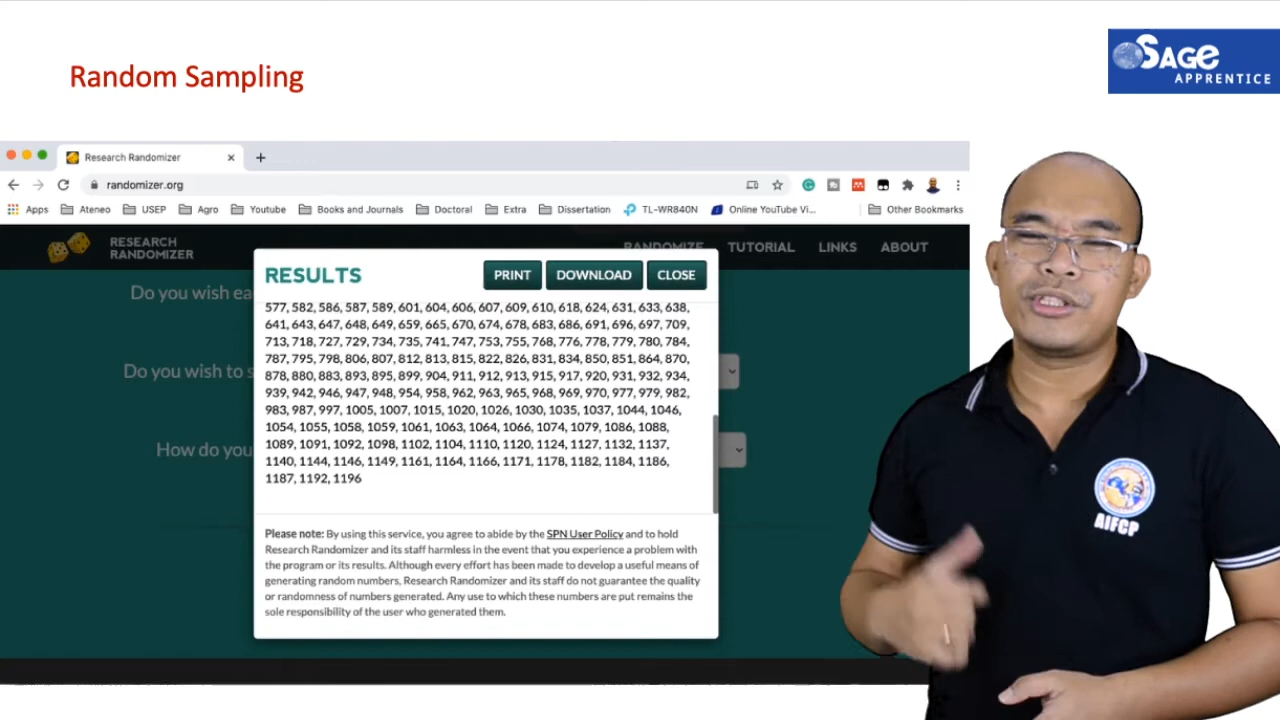 Random Sampling
SAGE
APPRENTICE
Research Randomizer
randomizer.org
Apps Ateneo USEP Agro Youtube Books and Journals Doctoral Extra Dissertation TL-WR840N Online YouTube Vi... Other Bookmarks
RESEARCH
RANDOMIZER
RANDOMIZE TUTORIAL LINKS ABOUT
Do you wish ea
Do you wish to s
How do you
RESULTS PRINT DOWNLOAD CLOSE
577, 582, 586, 587, 589, 601, 604, 606, 607, 609, 610, 618, 624, 631, 633, 638,
641, 643, 647, 648, 649, 659, 665, 670, 674, 678, 683, 686, 691, 696, 697, 709,
713, 718, 727, 729, 734, 735, 741, 747, 753, 755, 768, 776, 778, 779, 780, 784,
787, 795, 798, 806, 807, 812, 813, 815, 822, 826, 831, 834, 850, 851, 864, 870,
878, 880, 883, 893, 895, 899, 904, 911, 912, 913, 915, 917, 920, 931, 932, 934,
939, 942, 946, 947, 948, 954, 958, 962, 963, 965, 968, 969, 970, 977, 979, 982,
983, 987, 997, 1005, 1007, 1015, 1020, 1026, 1030, 1035, 1037, 1044, 1046,
1054, 1055, 1058, 1059, 1061, 1063, 1064, 1066, 1074, 1079, 1086, 1088,
1089, 1091, 1092, 1098, 1102, 1104, 1110, 1120, 1124, 1127, 1132, 1137,
1140, 1144, 1146, 1149, 1161, 1164, 1166, 1171, 1178, 1182, 1184, 1186,
1187, 1192, 1196
Please note: By using this service, you agree to abide by the SPN User Policy and to hold
Research Randomizer and its staff harmless in the event that you experience a problem with
the program or its results. Although every effort has been made to develop a useful means of
generating random numbers, Research Randomizer and its staff do not guarantee the quality
or randomness of numbers generated. Any use to which these numbers are put remains the
sole responsibility of the user who generated them.
AIFCP